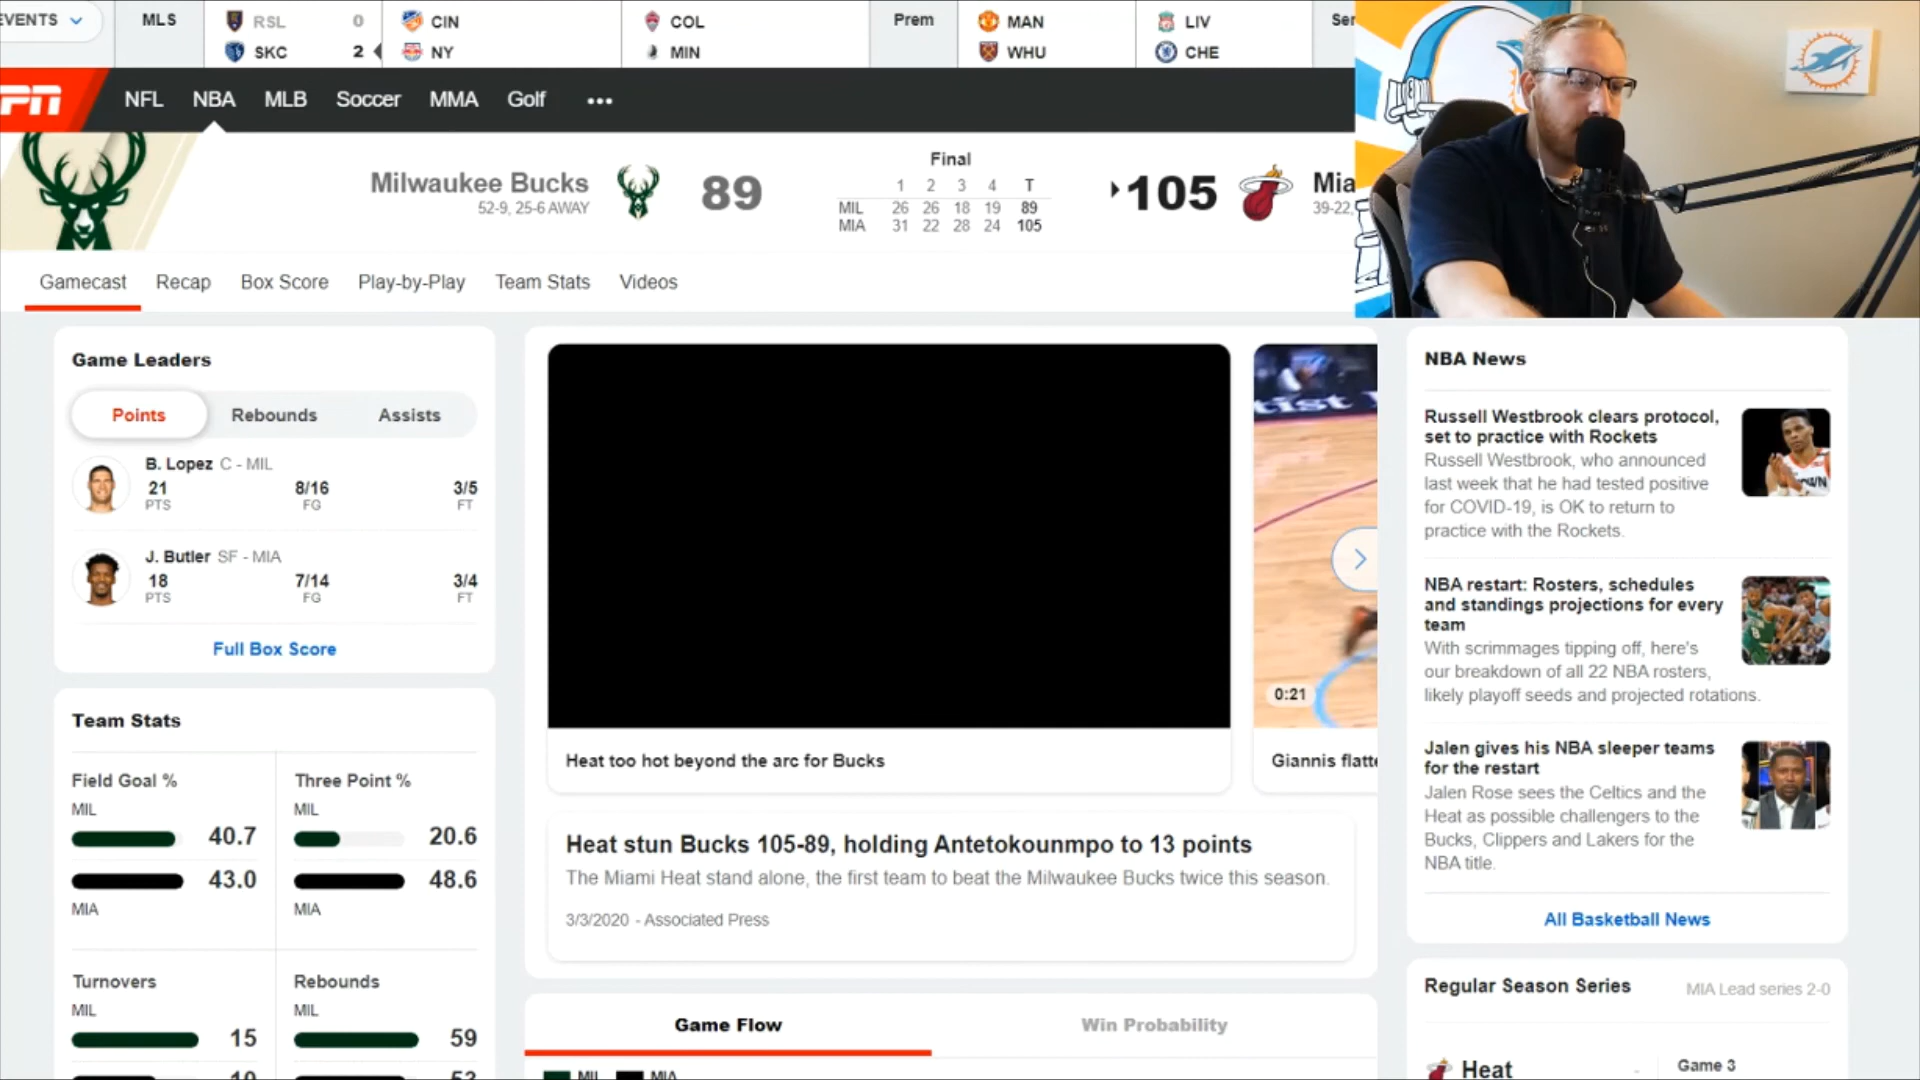 EVENTS
MLS
RSL 0
SKC 2
CIN
NY
COL
MIN
Prem
MAN
WHU
LIV
CHE
Ser
NFL NBA MLB Soccer MMA Golf •••
Milwaukee Bucks
52-9, 25-6 AWAY
89
Final
1 2 3 4 T
MIL 26 26 18 19 89
MIA 31 22 28 24 105
105
Mia
39-22,
Gamecast Recap Box Score Play-by-Play Team Stats Videos
Game Leaders
Points Rebounds Assists
B. Lopez C - MIL
21 8/16 3/5
PTS FG FT
J. Butler SF - MIA
18 7/14 3/4
PTS FG FT
Full Box Score
Team Stats
Field Goal %
MIL
40.7
43.0
MIA
Three Point %
MIL
20.6
48.6
MIA
Turnovers
MIL
15
Rebounds
MIL
59
0:21
Heat too hot beyond the arc for Bucks
Giannis flatte
Heat stun Bucks 105-89, holding Antetokounmpo to 13 points
The Miami Heat stand alone, the first team to beat the Milwaukee Bucks twice this season.
3/3/2020 - Associated Press
Game Flow Win Probability
MIL MIA
NBA News
Russell Westbrook clears protocol,
set to practice with Rockets
Russell Westbrook, who announced
last week that he had tested positive
for COVID-19, is OK to return to
practice with the Rockets.
NBA restart: Rosters, schedules
and standings projections for every
team
With scrimmages tipping off, here's
our breakdown of all 22 NBA rosters,
likely playoff seeds and projected rotations.
Jalen gives his NBA sleeper teams
for the restart
Jalen Rose sees the Celtics and the
Heat as possible challengers to the
Bucks, Clippers and Lakers for the
NBA title.
All Basketball News
Regular Season Series MIA Lead series 2-0
Heat
Game 3